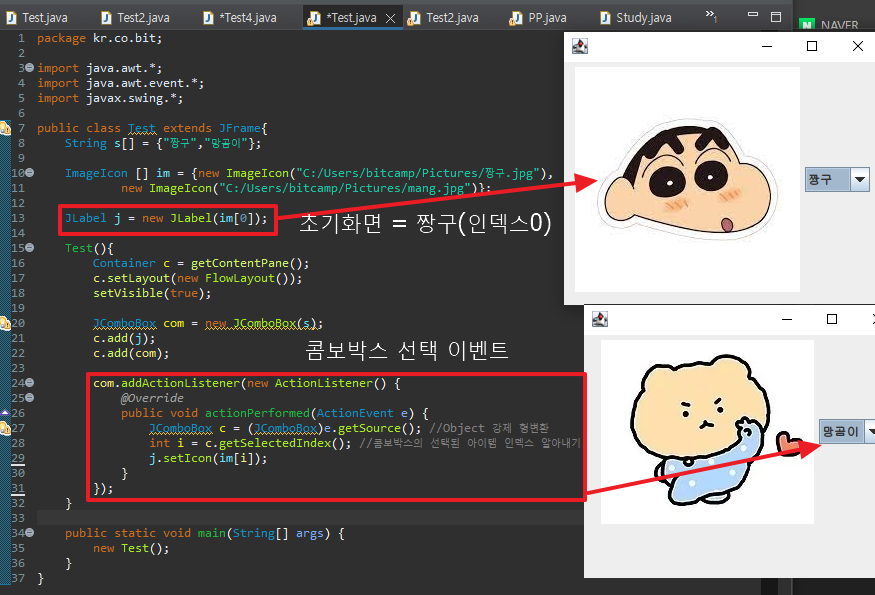 Test.java
Test2.java
*Test4.java
*Test.java
Test2.java
PP.java
Study.java
»1
N NAVER
1 package kr.co.bit;
2
3 import java.awt.*;
4 import java.awt.event.*;
5 import javax.swing.*;
6
7 public class Test extends JFrame{
8 String s[] = {"짱구","망곰이"};
9
10 ImageIcon [] im = {new ImageIcon("C:/Users/bitcamp/Pictures/짱구.jpg"),
11 new ImageIcon("C:/Users/bitcamp/Pictures/mang.jpg")};
12
13 JLabel j = new JLabel(im[0]);
14
초기화면 = 짱구(인덱스0)
15 Test(){
16 Container c = getContentPane();
17 c.setLayout(new FlowLayout());
18 setVisible(true);
19
20 JComboBox com = new JComboBox(s);
21 c.add(j);
22 c.add(com);
콤보박스 선택 이벤트
23
24 com.addActionListener(new ActionListener() {
25 @Override
26 public void actionPerformed(ActionEvent e) {
27 JComboBox c = (JComboBox)e.getSource(); //Object 강제 형변환
28 int i = c.getSelectedIndex(); //콤보박스의 선택된 아이템 인덱스 알아내기
29 j.setIcon(im[i]);
30 }
31 });
32 }
33
34 public static void main(String[] args) {
35 new Test();
36 }
37 }
짱구
망곰이